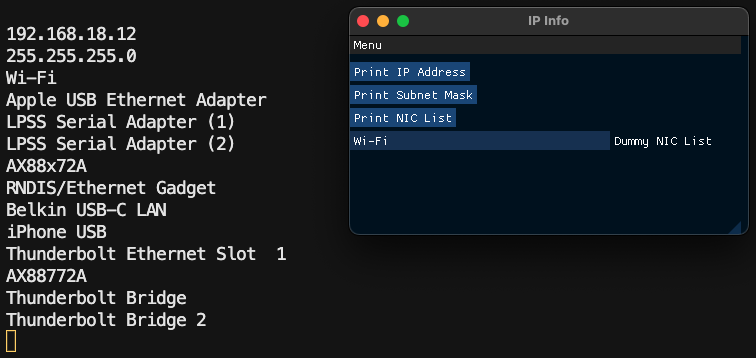 192.168.18.12
255.255.255.0
Wi-Fi
Apple USB Ethernet Adapter
LPSS Serial Adapter (1)
LPSS Serial Adapter (2)
AX88x72A
RNDIS/Ethernet Gadget
Belkin USB-C LAN
iPhone USB
Thunderbolt Ethernet Slot  1
AX88772A
Thunderbolt Bridge
Thunderbolt Bridge 2
IP Info
Menu
Print IP Address
Print Subnet Mask
Print NIC List
Wi-Fi Dummy NIC List